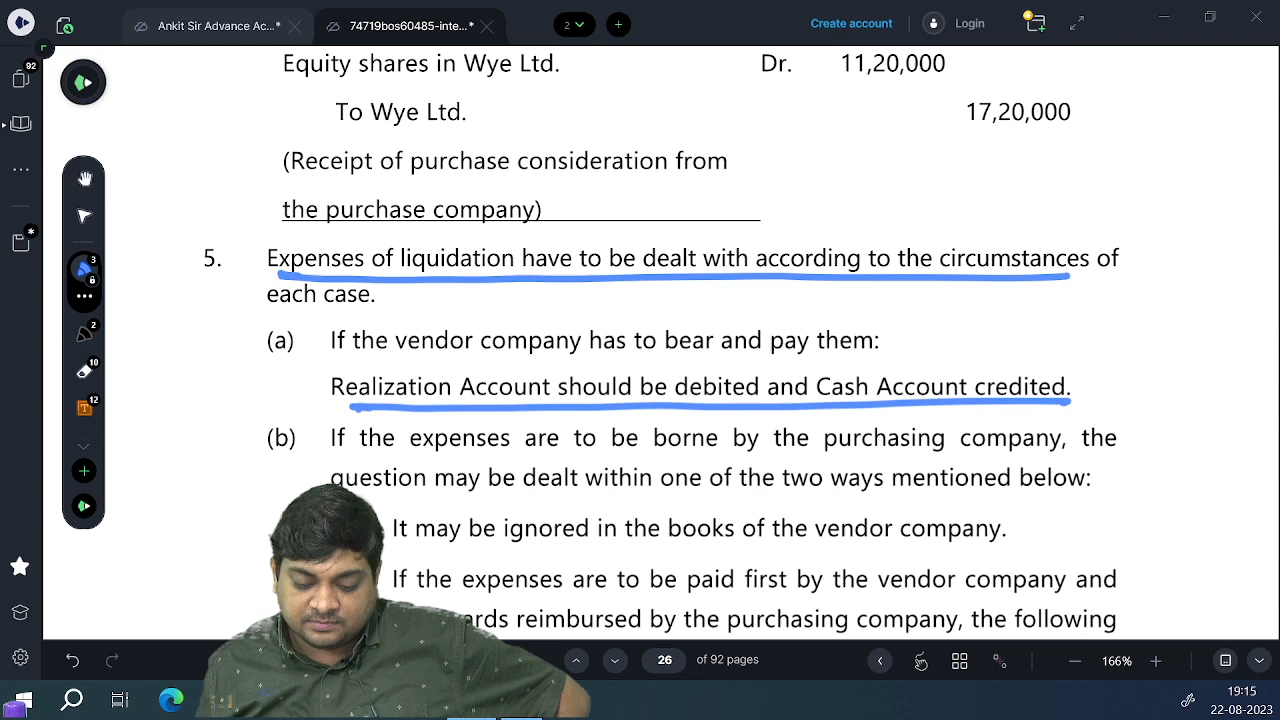 Ankit Sir Advance Ac...*
74719bos60485-inte...*
2
Create account
Login
92
Equity shares in Wye Ltd. Dr. 11,20,000
To Wye Ltd. 17,20,000
(Receipt of purchase consideration from
the purchase company)
5. Expenses of liquidation have to be dealt with according to the circumstances of
each case.
(a) If the vendor company has to bear and pay them:
Realization Account should be debited and Cash Account credited.
(b) If the expenses are to be borne by the purchasing company, the
question may be dealt within one of the two ways mentioned below:
It may be ignored in the books of the vendor company.
If the expenses are to be paid first by the vendor company and
reimbursed by the purchasing company, the following
3
2
10
T
12
26 of 92 pages
166%
19:15
22-08-2023